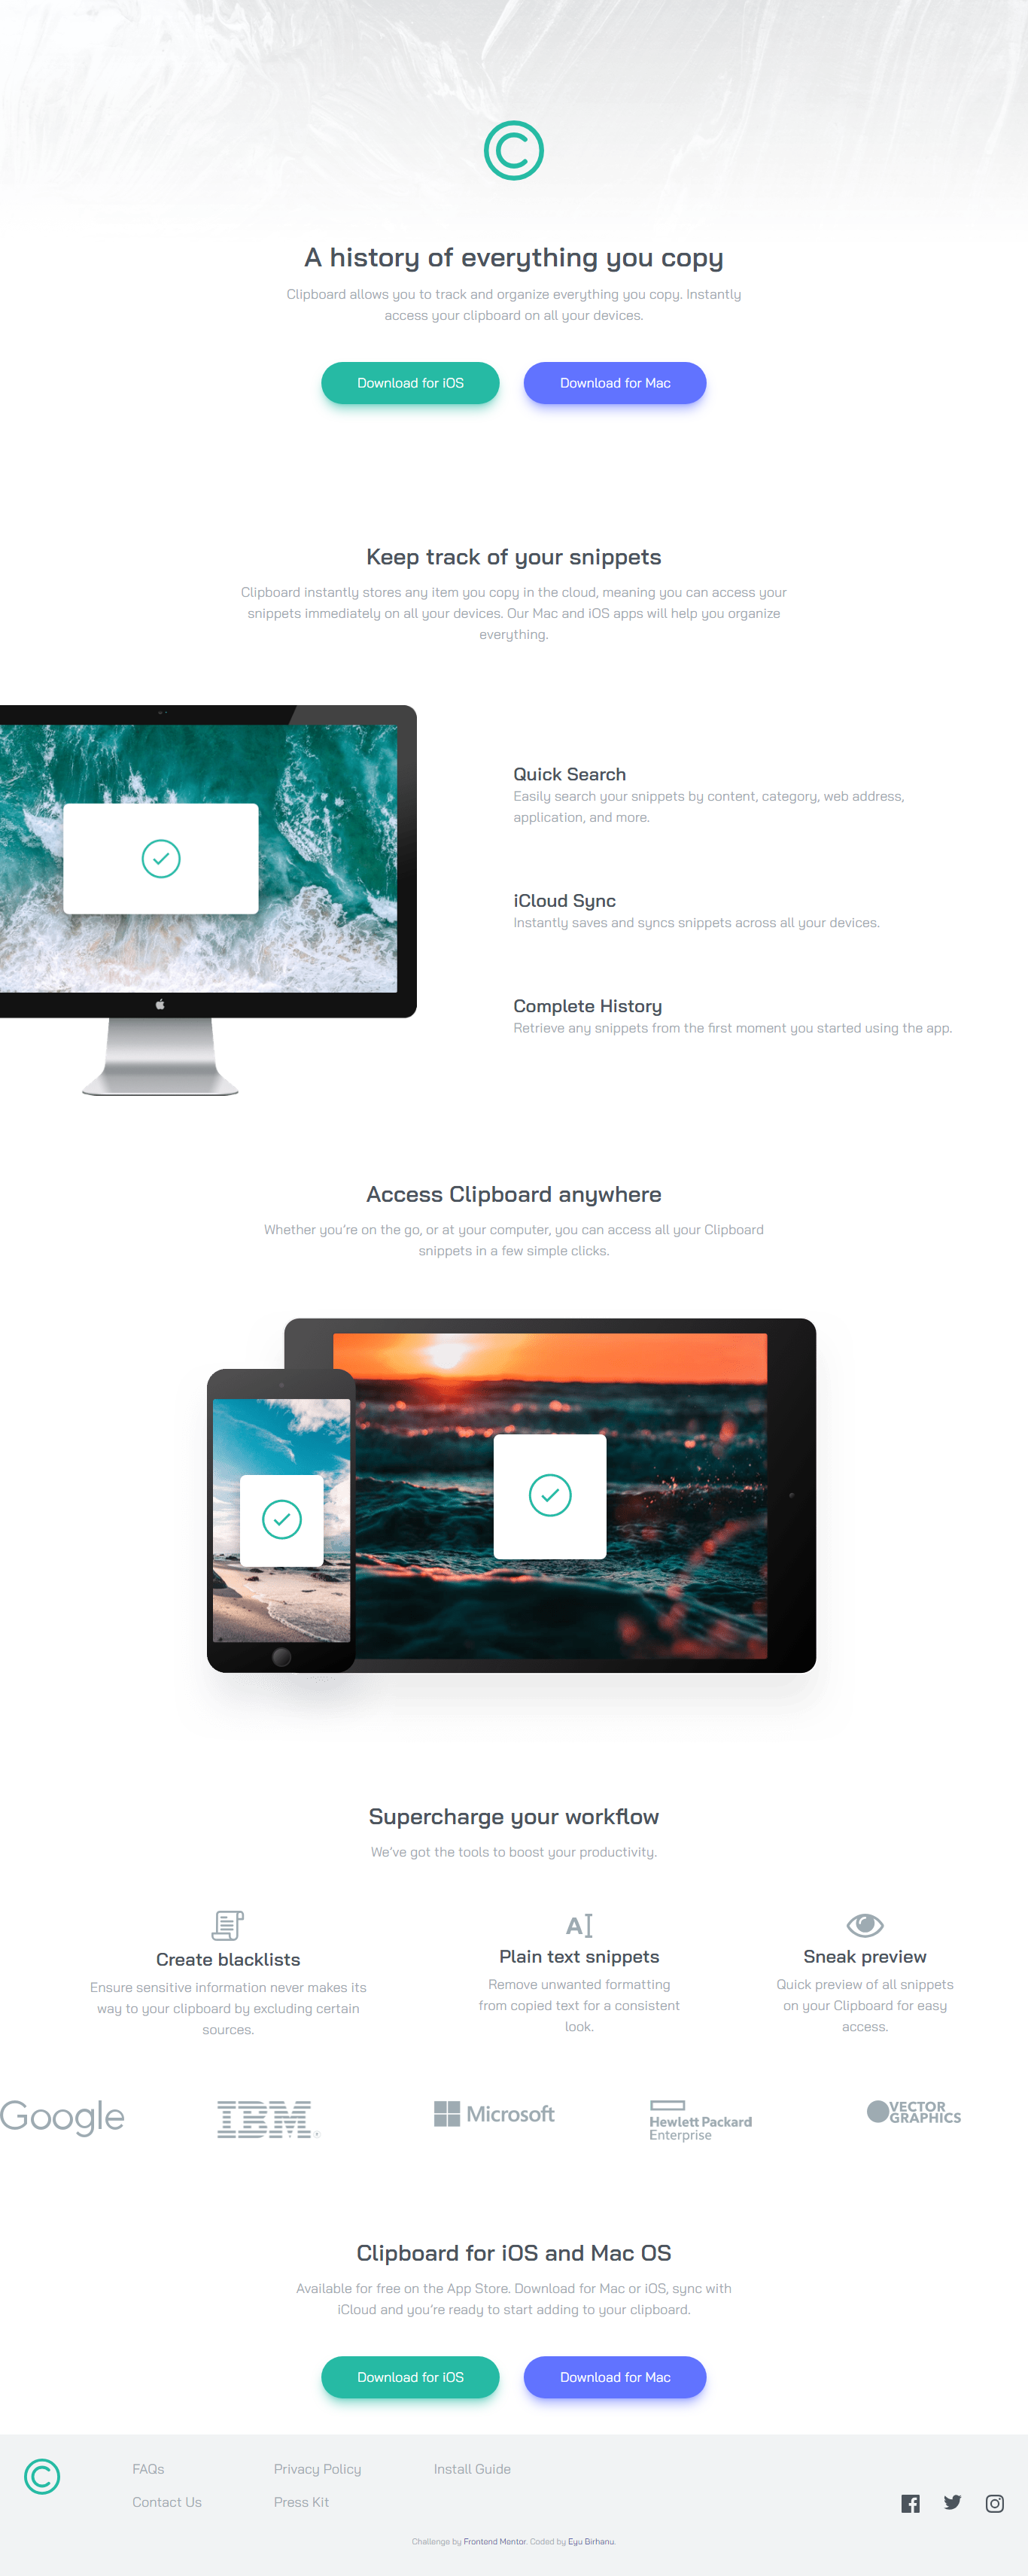 A history of everything you copy
Clipboard allows you to track and organize everything you copy. Instantly
access your clipboard on all your devices.
Download for iOS
Download for Mac
Keep track of your snippets
Clipboard instantly stores any item you copy in the cloud, meaning you can access your
snippets immediately on all your devices. Our Mac and iOS apps will help you organize
everything.
Quick Search
Easily search your snippets by content, category, web address,
application, and more.
iCloud Sync
Instantly saves and syncs snippets across all your devices.
Complete History
Retrieve any snippets from the first moment you started using the app.
Access Clipboard anywhere
Whether you’re on the go, or at your computer, you can access all your Clipboard
snippets in a few simple clicks.
Supercharge your workflow
We’ve got the tools to boost your productivity.
Create blacklists
Ensure sensitive information never makes its
way to your clipboard by excluding certain
sources.
A
Plain text snippets
Remove unwanted formatting
from copied text for a consistent
look.
Sneak preview
Quick preview of all snippets
on your Clipboard for easy
access.
Google
IBM®
Microsoft
Hewlett Packard
Enterprise
VECTOR
GRAPHICS
Clipboard for iOS and Mac OS
Available for free on the App Store. Download for Mac or iOS, sync with
iCloud and you’re ready to start adding to your clipboard.
Download for iOS
Download for Mac
FAQs
Privacy Policy
Install Guide
Contact Us
Press Kit
Challenge by Frontend Mentor. Coded by Eyu Birhanu.